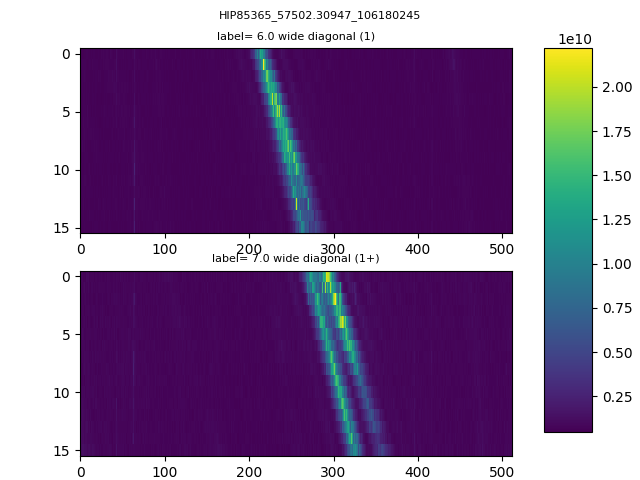 HIP85365_57502.30947_106180245
label= 6.0 wide diagonal (1)
1e10
0
5
10
15
0 100 200 300 400 500
label= 7.0 wide diagonal (1+)
0
5
10
15
0 100 200 300 400 500
2.00
1.75
1.50
1.25
1.00
0.75
0.50
0.25